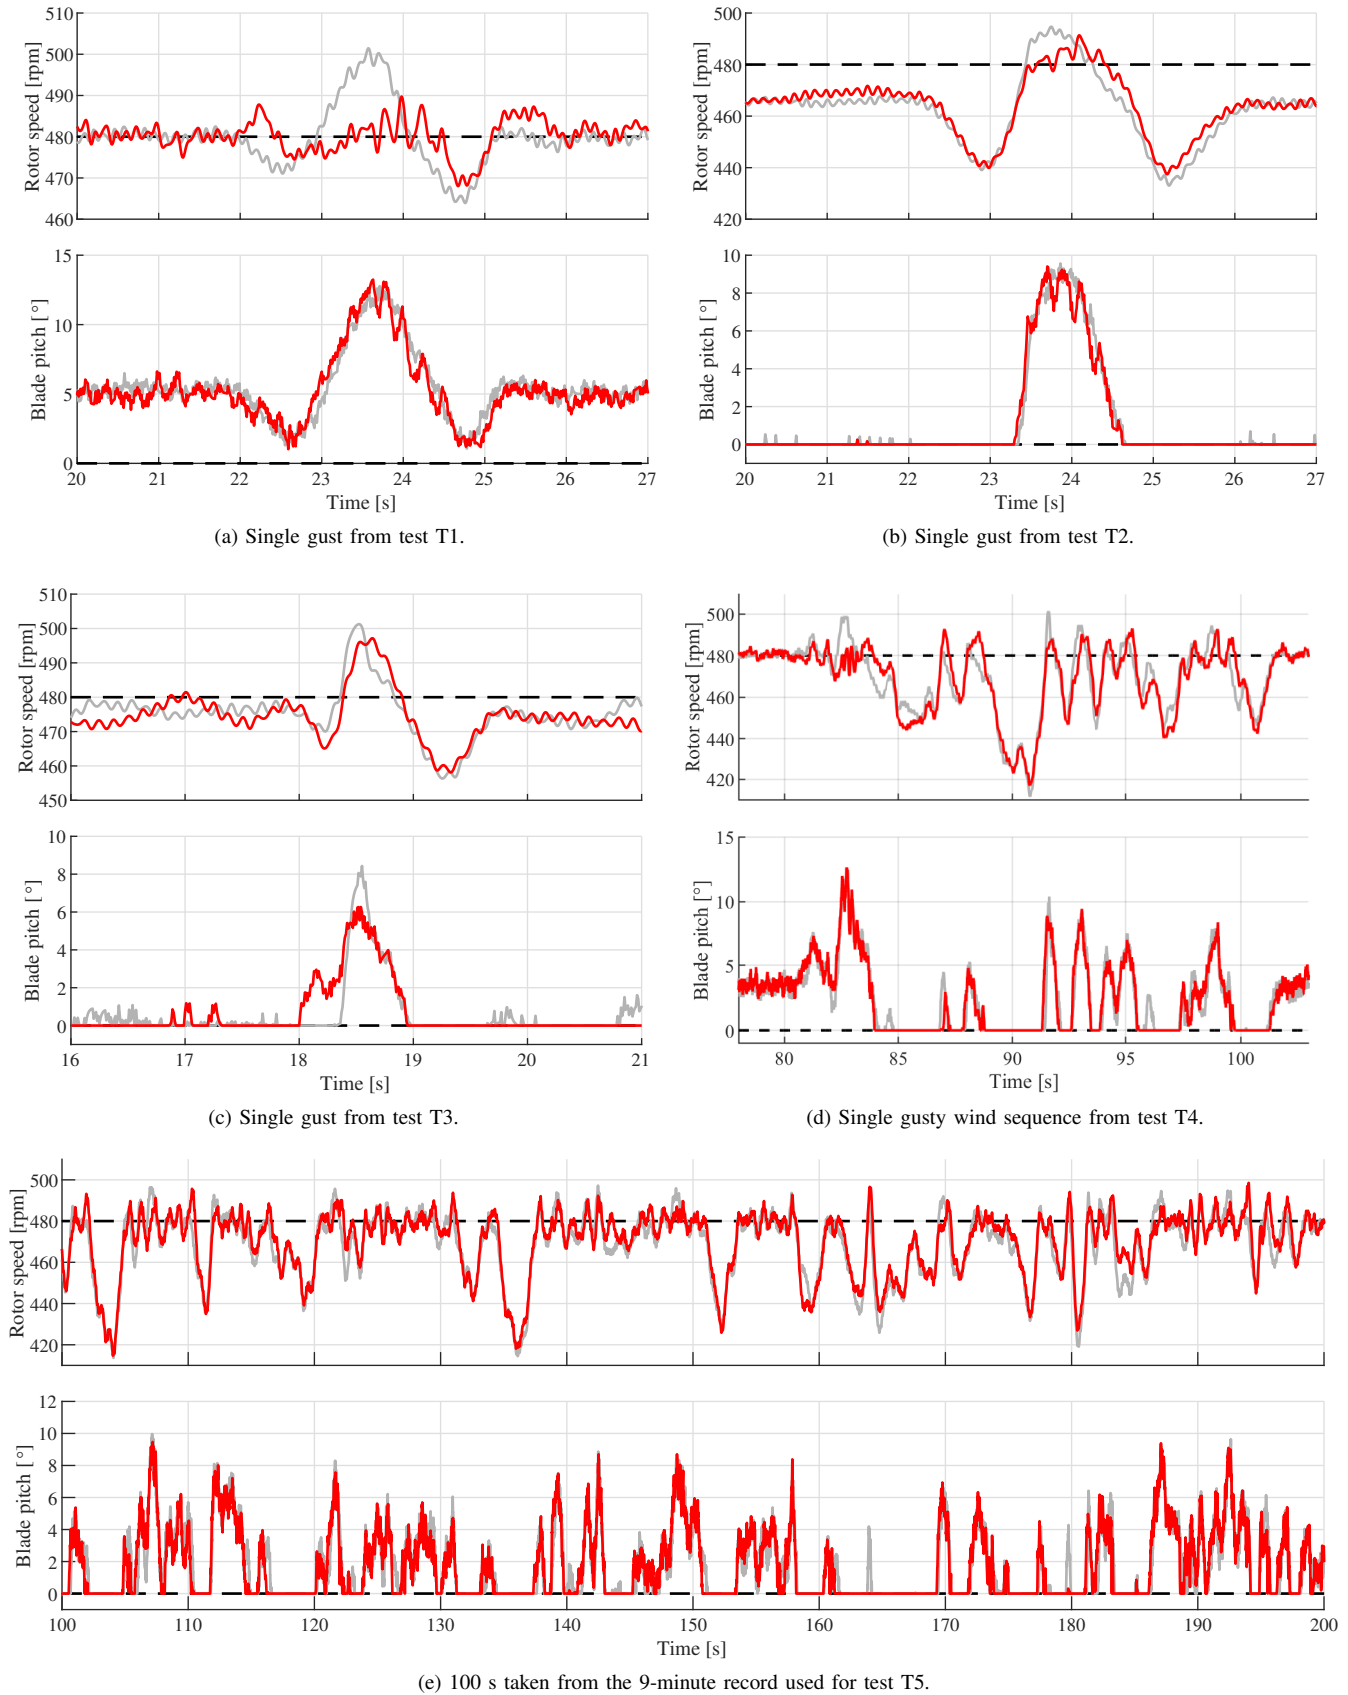 510
500
490
480
470
460
Rotor speed [rpm]
15
10
5
0
Blade pitch [°]
20 21 22 23 24 25 26 27
Time [s]
(a) Single gust from test T1.
500
480
460
440
420
Rotor speed [rpm]
10
8
6
4
2
0
Blade pitch [°]
20 21 22 23 24 25 26 27
Time [s]
(b) Single gust from test T2.
510
500
490
480
470
460
450
Rotor speed [rpm]
10
8
6
4
2
0
Blade pitch [°]
16 17 18 19 20 21
Time [s]
(c) Single gust from test T3.
500
480
460
440
420
Rotor speed [rpm]
15
10
5
0
Blade pitch [°]
80 85 90 95 100
Time [s]
(d) Single gusty wind sequence from test T4.
500
480
460
440
420
Rotor speed [rpm]
12
10
8
6
4
2
0
Blade pitch [°]
100 110 120 130 140 150 160 170 180 190 200
Time [s]
(e) 100 s taken from the 9-minute record used for test T5.